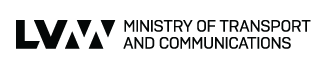 LVM MINISTRY OF TRANSPORT
AND COMMUNICATIONS